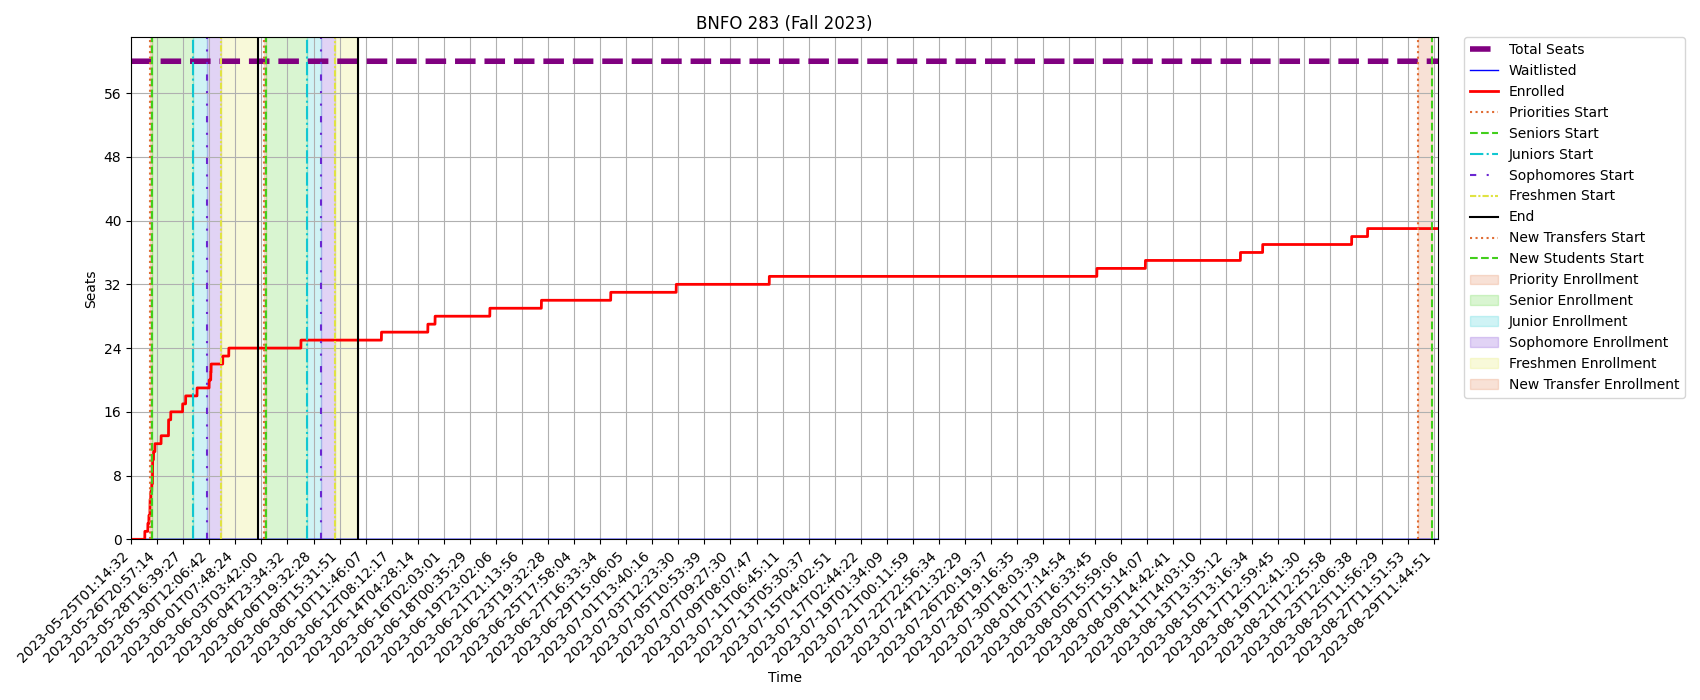 BNFO 283 (Fall 2023)
Seats
56
48
40
32
24
16
8
0
2023-05-25T01:14:32
2023-05-26T20:57:14
2023-05-28T16:39:27
2023-05-30T12:06:42
2023-06-01T07:48:24
2023-06-03T03:42:00
2023-06-04T23:34:32
2023-06-06T19:32:28
2023-06-08T15:31:51
2023-06-10T11:46:07
2023-06-12T08:12:17
2023-06-14T04:28:14
2023-06-16T02:03:01
2023-06-18T00:35:29
2023-06-19T23:02:06
2023-06-21T21:13:56
2023-06-23T19:32:28
2023-06-25T17:58:04
2023-06-27T16:33:34
2023-06-29T15:06:05
2023-07-01T13:40:16
2023-07-03T12:23:30
2023-07-05T10:53:39
2023-07-07T09:27:30
2023-07-09T08:07:47
2023-07-11T06:45:11
2023-07-13T05:30:37
2023-07-15T04:02:51
2023-07-17T02:44:22
2023-07-19T01:34:09
2023-07-21T00:11:59
2023-07-22T22:56:34
2023-07-24T21:32:29
2023-07-26T20:19:37
2023-07-28T19:16:35
2023-07-30T18:03:39
2023-08-01T17:14:54
2023-08-03T16:33:45
2023-08-05T15:59:06
2023-08-07T15:14:07
2023-08-09T14:42:41
2023-08-11T14:03:10
2023-08-13T13:35:12
2023-08-15T13:16:34
2023-08-17T12:59:45
2023-08-19T12:41:30
2023-08-21T12:25:58
2023-08-23T12:06:38
2023-08-25T11:56:29
2023-08-27T11:51:53
2023-08-29T11:44:51
Time
Total Seats
Waitlisted
Enrolled
Priorities Start
Seniors Start
Juniors Start
Sophomores Start
Freshmen Start
End
New Transfers Start
New Students Start
Priority Enrollment
Senior Enrollment
Junior Enrollment
Sophomore Enrollment
Freshmen Enrollment
New Transfer Enrollment